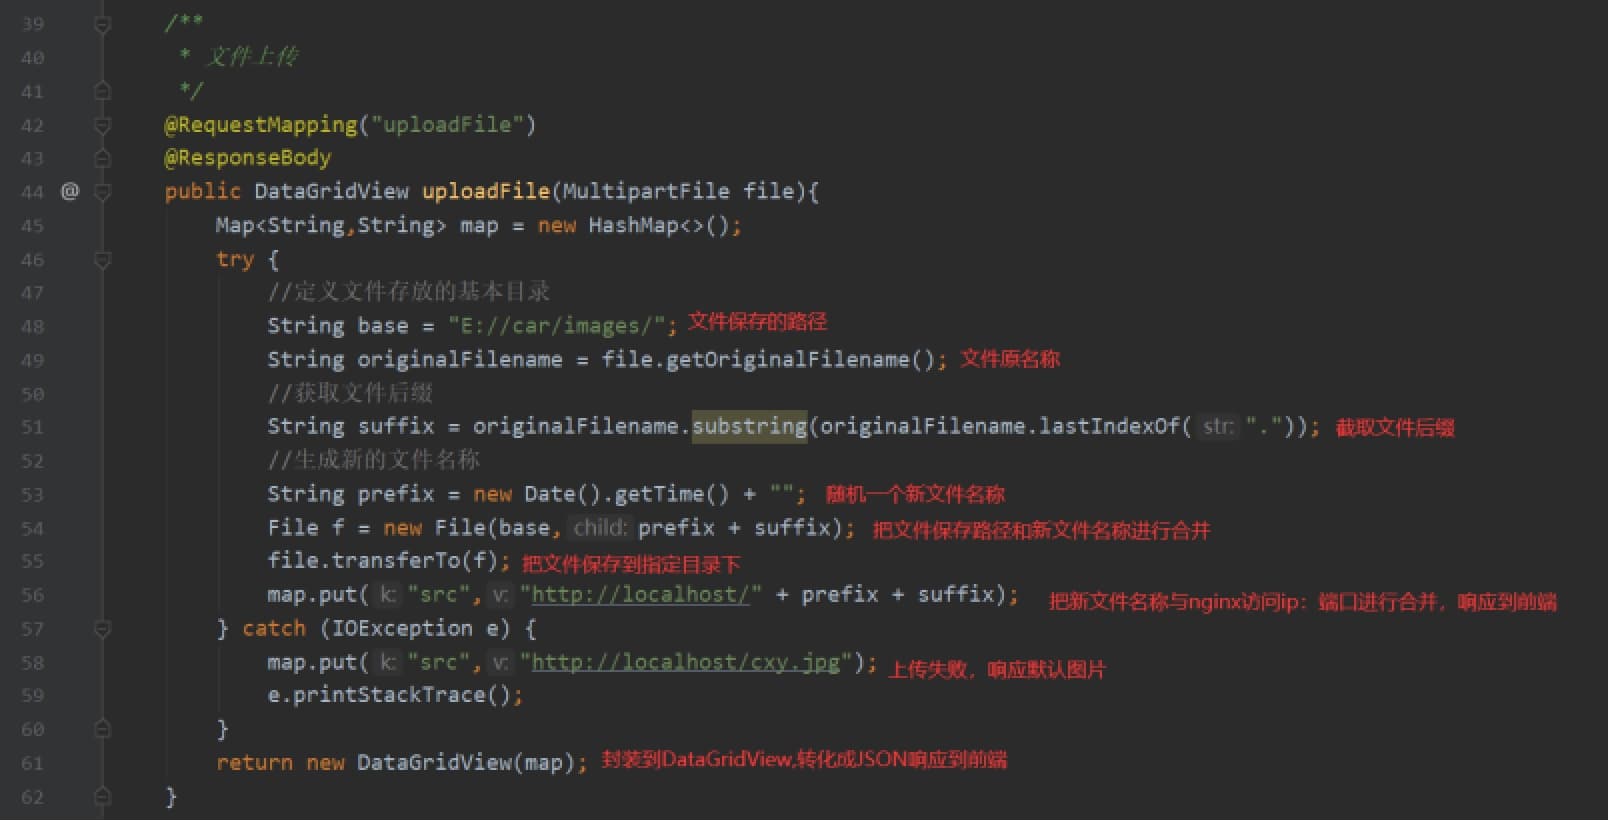 39 /**
40 * 文件上传
41 */
42 @RequestMapping("uploadFile")
43 @ResponseBody
44 @ public DataGridView uploadFile(MultipartFile file){
45 Map<String,String> map = new HashMap<>();
46 try {
47 //定义文件存放的基本目录
48 String base = "E://car/images/"; 文件保存的路径
49 String originalFilename = file.getOriginalFilename(); 文件原名称
50 //获取文件后缀
51 String suffix = originalFilename.substring(originalFilename.lastIndexOf( str: ".")); 截取文件后缀
52 //生成新的文件名称
53 String prefix = new Date().getTime() + ""; 随机一个新文件名称
54 File f = new File(base, child: prefix + suffix); 把文件保存路径和新文件名称进行合并
55 file.transferTo(f); 把文件保存到指定目录下
56 map.put( k: "src", v: "http://localhost/" + prefix + suffix); 把新文件名称与nginx访问ip：端口进行合并，响应到前端
57 } catch (IOException e) {
58 map.put( k: "src", v: "http://localhost/cxy.jpg"); 上传失败，响应默认图片
59 e.printStackTrace();
60 }
61 return new DataGridView(map); 封装到DataGridView,转化成JSON响应到前端
62 }